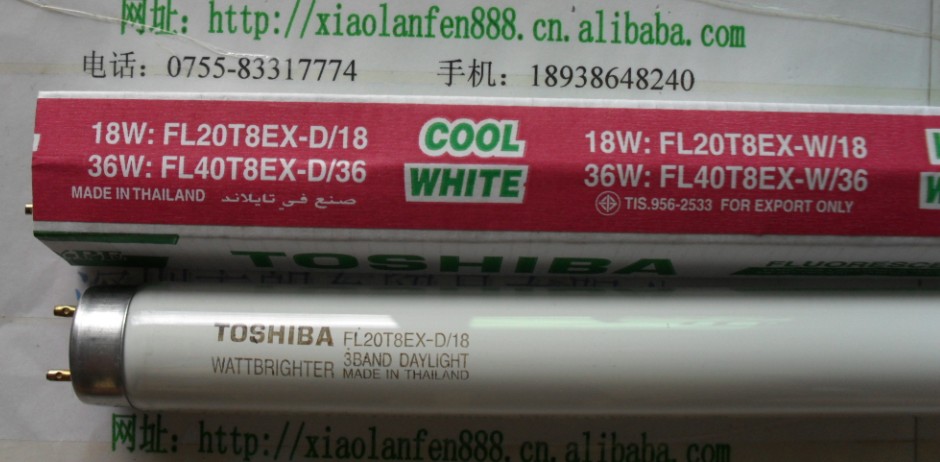 网址: http://xiaolanfen888.cn.alibaba.com
电话: 0755-83317774 手机: 18938648240
18W: FL20T8EX-D/18 COOL WHITE 18W: FL20T8EX-W/18
36W: FL40T8EX-D/36 36W: FL40T8EX-W/36
MADE IN THAILAND صنع في تايلاند TIS.956-2533 FOR EXPORT ONLY
TOSHIBA
TOSHIBA FL20T8EX-D/18
WATTBRIGHTER 3BAND DAYLIGHT
MADE IN THAILAND
网址: http://xiaolanfen888.cn.alibaba.com